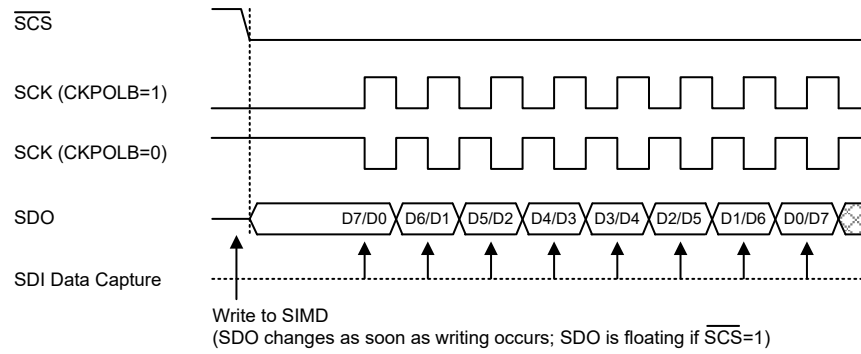 SCS
SCK (CKPOLB=1)
SCK (CKPOLB=0)
SDO D7/D0 D6/D1 D5/D2 D4/D3 D3/D4 D2/D5 D1/D6 D0/D7
SDI Data Capture
Write to SIMD
(SDO changes as soon as writing occurs; SDO is floating if SCS=1)